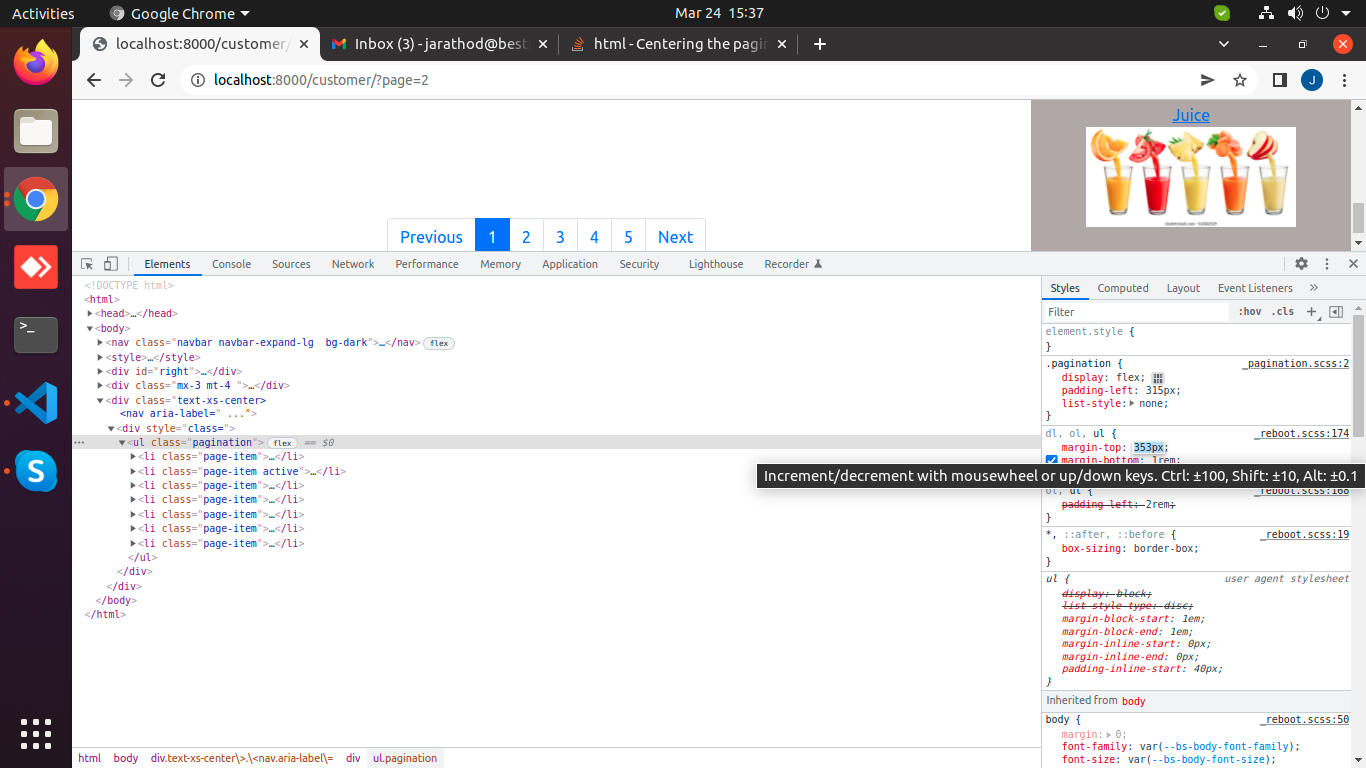 Activities
Google Chrome
Mar 24 15:37
localhost:8000/customer/
Inbox (3) - jarathod@best
html - Centering the pagin
localhost:8000/customer/?page=2
J
Juice
Previous 1 2 3 4 5 Next
Elements Console Sources Network Performance Memory Application Security Lighthouse Recorder
<!DOCTYPE html>
<html>
<head>…</head>
<body>
<nav class="navbar navbar-expand-lg  bg-dark">…</nav> flex
<style>…</style>
<div id="right">…</div>
<div class="mx-3 mt-4 ">…</div>
<div class="text-xs-center>
<nav aria-label=" ...">
<div style="class=">
… <ul class="pagination"> flex == $0
<li class="page-item">…</li>
<li class="page-item active">…</li>
<li class="page-item">…</li>
<li class="page-item">…</li>
<li class="page-item">…</li>
<li class="page-item">…</li>
<li class="page-item">…</li>
</ul>
</div>
</div>
</body>
</html>
html body div.text-xs-center\>.\<nav.aria-label\= div ul.pagination
Styles Computed Layout Event Listeners »
Filter :hov .cls +
element.style {
}
.pagination { _pagination.scss:2
display: flex;
padding-left: 315px;
list-style: none;
}
dl, ol, ul { _reboot.scss:174
margin-top: 353px;
margin-bottom: 1rem;
Increment/decrement with mousewheel or up/down keys. Ctrl: ±100, Shift: ±10, Alt: ±0.1
ol, ul { _reboot.scss:168
padding-left: 2rem;
}
*, ::after, ::before { _reboot.scss:19
box-sizing: border-box;
}
ul { user agent stylesheet
display: block;
list-style-type: disc;
margin-block-start: 1em;
margin-block-end: 1em;
margin-inline-start: 0px;
margin-inline-end: 0px;
padding-inline-start: 40px;
}
Inherited from body
body { _reboot.scss:50
margin: 0;
font-family: var(--bs-body-font-family);
font-size: var(--bs-body-font-size);